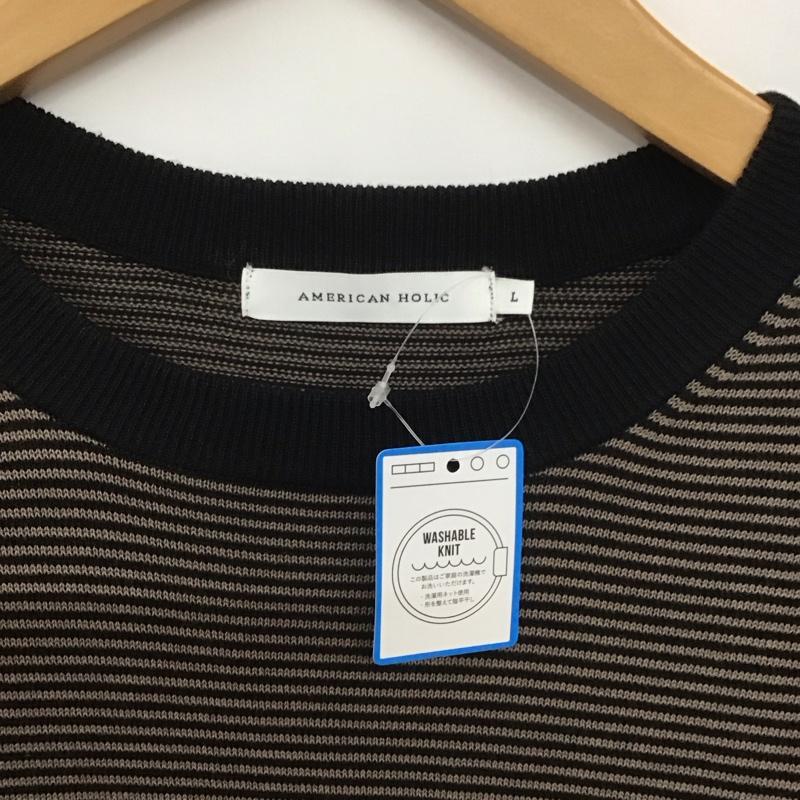 AMERICAN HOLIC
L
WASHABLE
KNIT
この製品はご家庭の洗濯機で
お洗いいただけます。
・洗濯用ネット使用
・形を整えて陰平干し